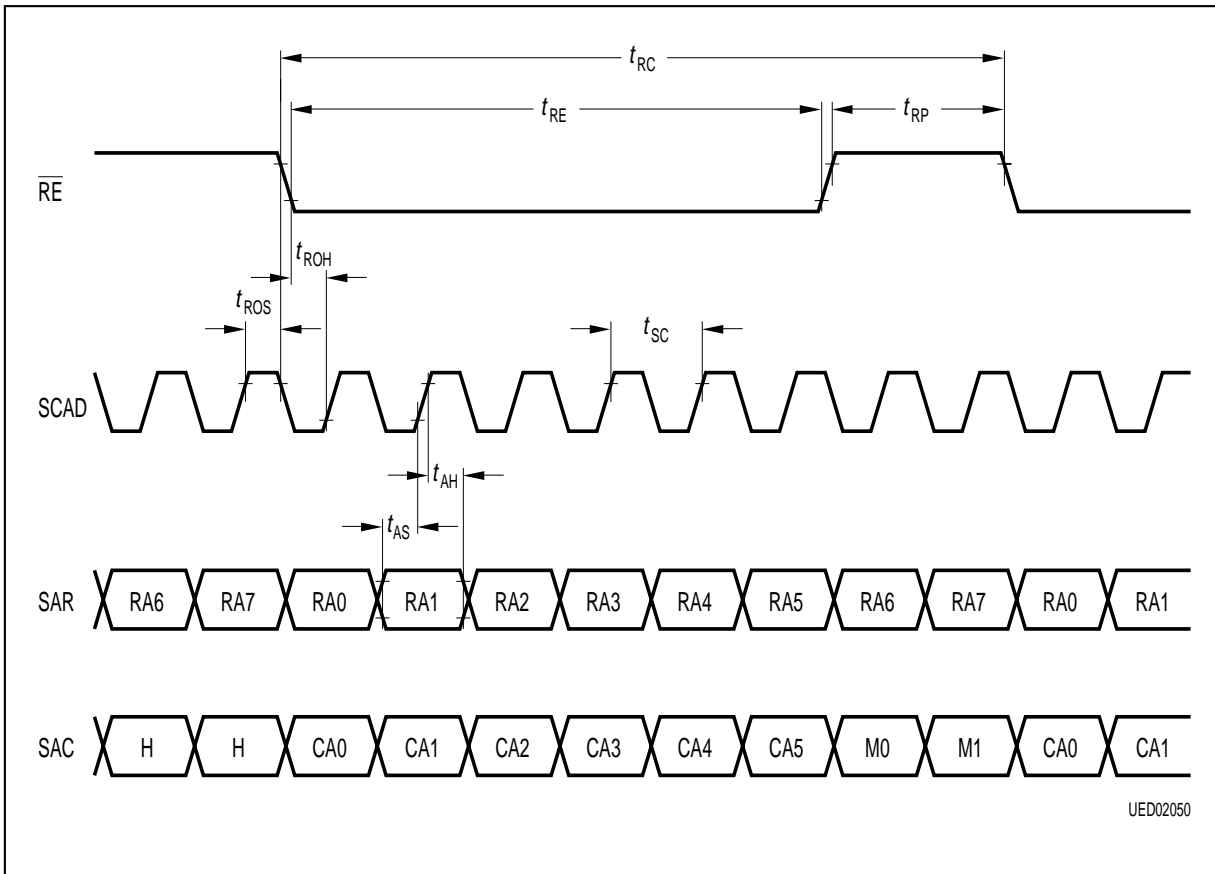 tRC
tRE
tRP
RE
tROH
tROS
tSC
SCAD
tAH
tAS
SAR RA6 RA7 RA0 RA1 RA2 RA3 RA4 RA5 RA6 RA7 RA0 RA1
SAC H H CA0 CA1 CA2 CA3 CA4 CA5 M0 M1 CA0 CA1
UED02050